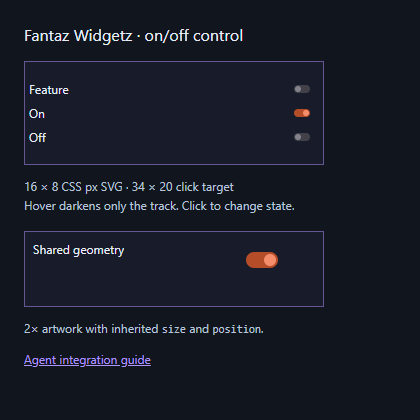 Fantaz Widgetz · on/off control
Feature
On
Off
16 × 8 CSS px SVG · 34 × 20 click target
Hover darkens only the track. Click to change state.
Shared geometry
2× artwork with inherited size and position.
Agent integration guide